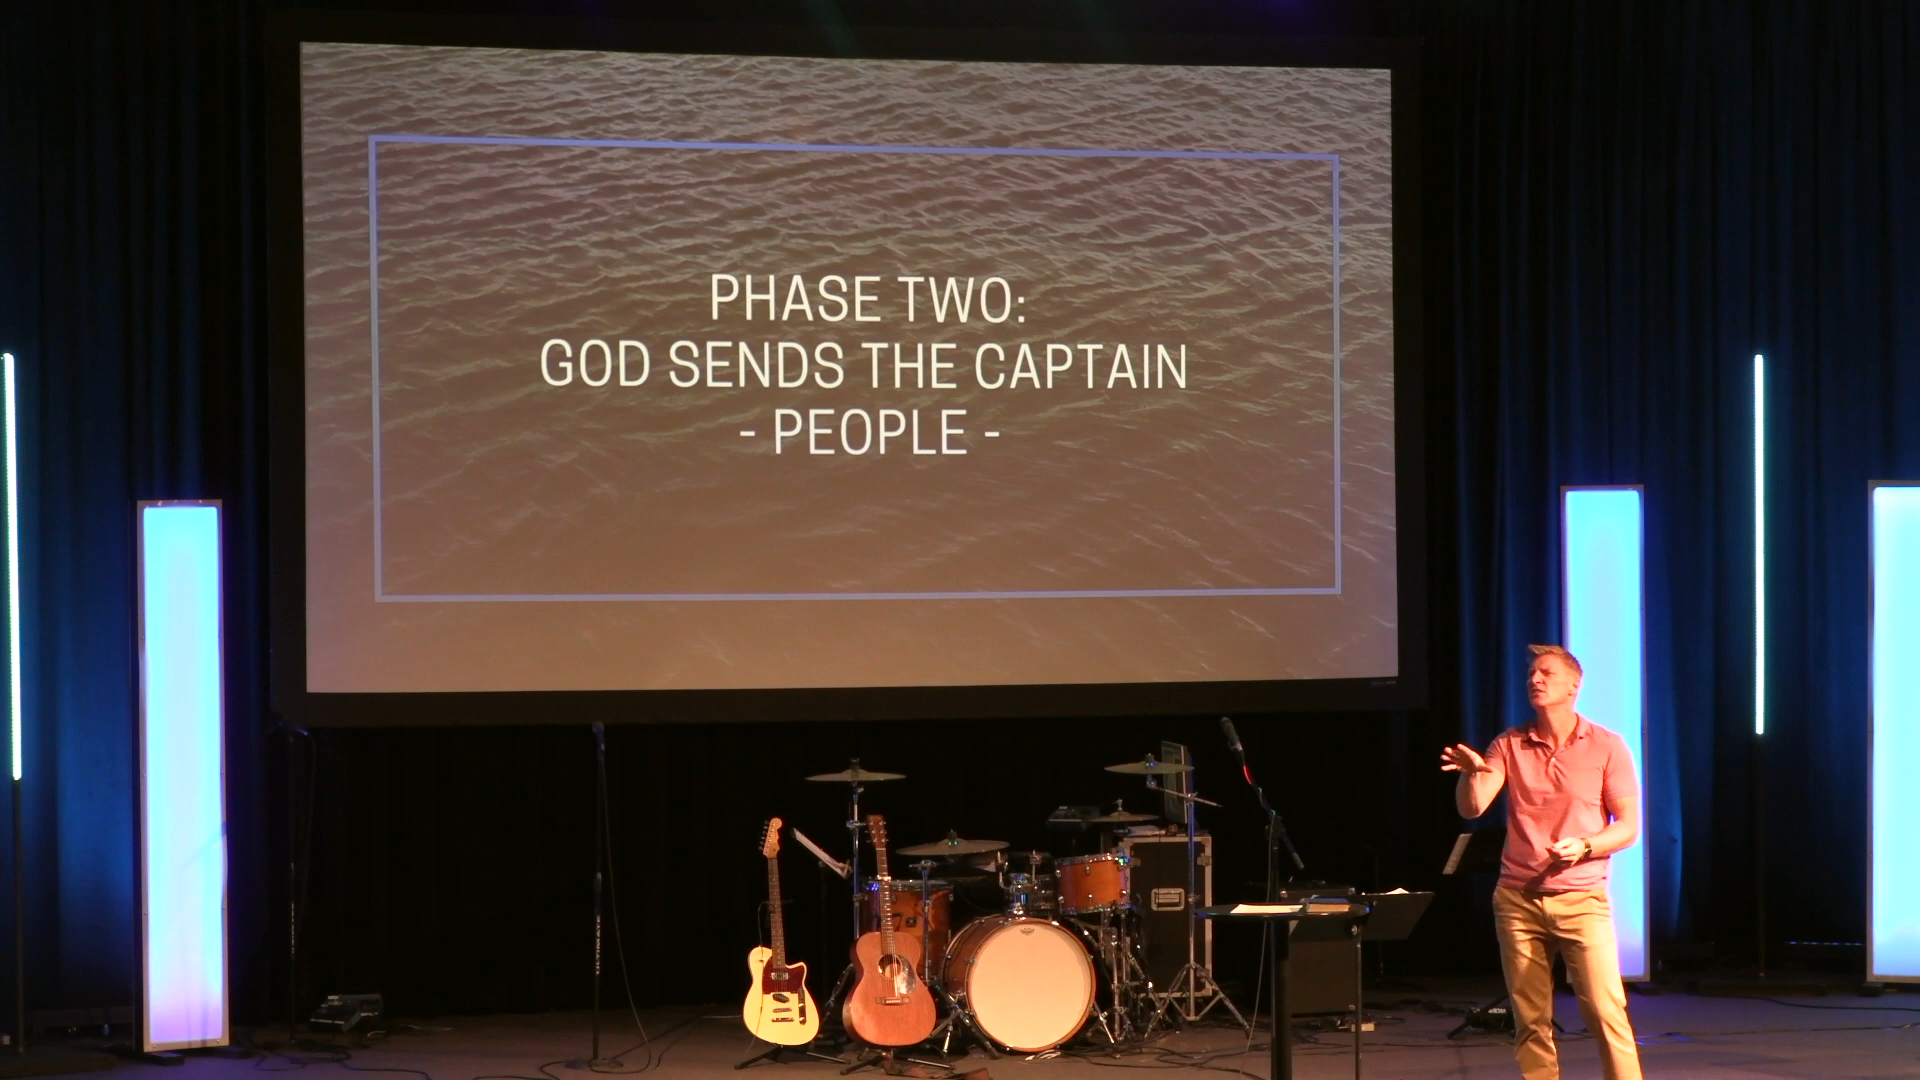 PHASE TWO:
GOD SENDS THE CAPTAIN
- PEOPLE -